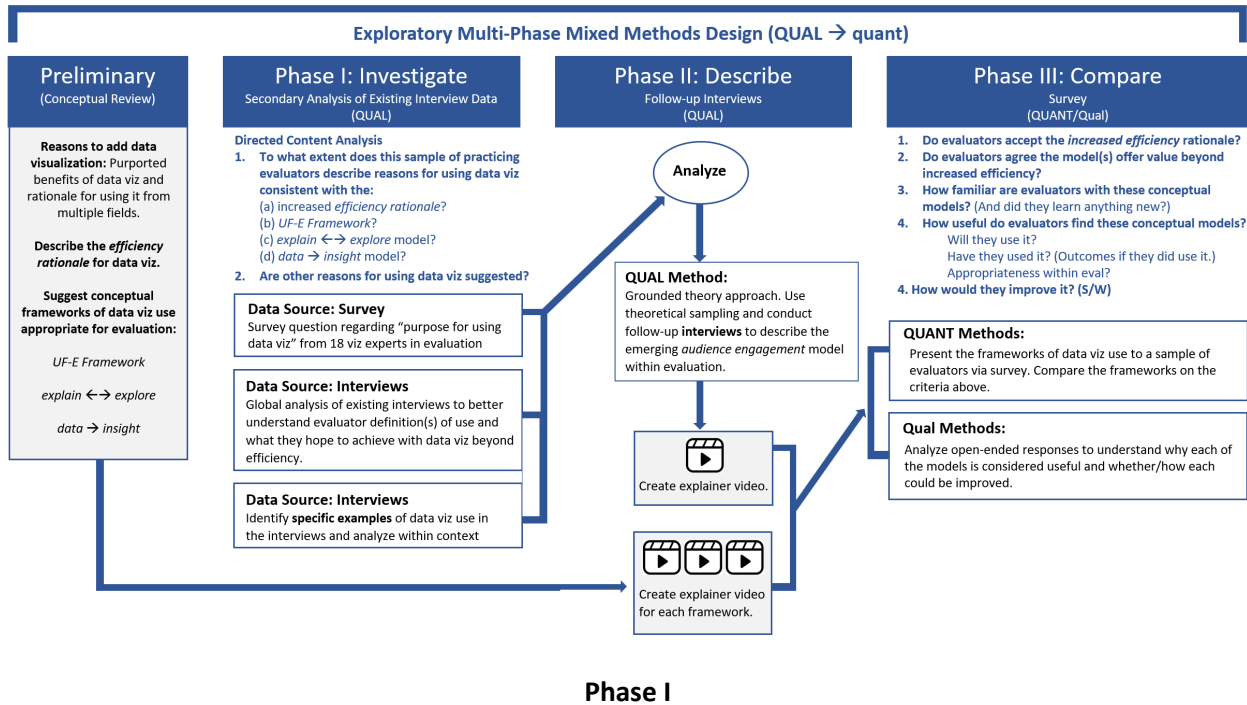 Exploratory Multi-Phase Mixed Methods Design (QUAL → quant)
Preliminary
(Conceptual Review)
Reasons to add data
visualization: Purported
benefits of data viz and
rationale for using it from
multiple fields.
Describe the efficiency
rationale for data viz.
Suggest conceptual
frameworks of data viz use
appropriate for evaluation:
UF-E Framework
explain ←→ explore
data → insight
Phase I: Investigate
Secondary Analysis of Existing Interview Data
(QUAL)
Directed Content Analysis
1. To what extent does this sample of practicing
evaluators describe reasons for using data viz
consistent with the:
(a) increased efficiency rationale?
(b) UF-E Framework?
(c) explain ←→ explore model?
(d) data → insight model?
2. Are other reasons for using data viz suggested?
Data Source: Survey
Survey question regarding “purpose for using
data viz” from 18 viz experts in evaluation
Data Source: Interviews
Global analysis of existing interviews to better
understand evaluator definition(s) of use and
what they hope to achieve with data viz beyond
efficiency.
Data Source: Interviews
Identify specific examples of data viz use in
the interviews and analyze within context
Phase II: Describe
Follow-up Interviews
(QUAL)
Analyze
QUAL Method:
Grounded theory approach. Use
theoretical sampling and conduct
follow-up interviews to describe the
emerging audience engagement model
within evaluation.
Create explainer video.
Create explainer video
for each framework.
Phase III: Compare
Survey
(QUANT/Qual)
1. Do evaluators accept the increased efficiency rationale?
2. Do evaluators agree the model(s) offer value beyond
increased efficiency?
3. How familiar are evaluators with these conceptual
models? (And did they learn anything new?)
4. How useful do evaluators find these conceptual models?
Will they use it?
Have they used it? (Outcomes if they did use it.)
Appropriateness within eval?
4. How would they improve it? (S/W)
QUANT Methods:
Present the frameworks of data viz use to a sample of
evaluators via survey. Compare the frameworks on the
criteria above.
Qual Methods:
Analyze open-ended responses to understand why each of
the models is considered useful and whether/how each
could be improved.
Phase I